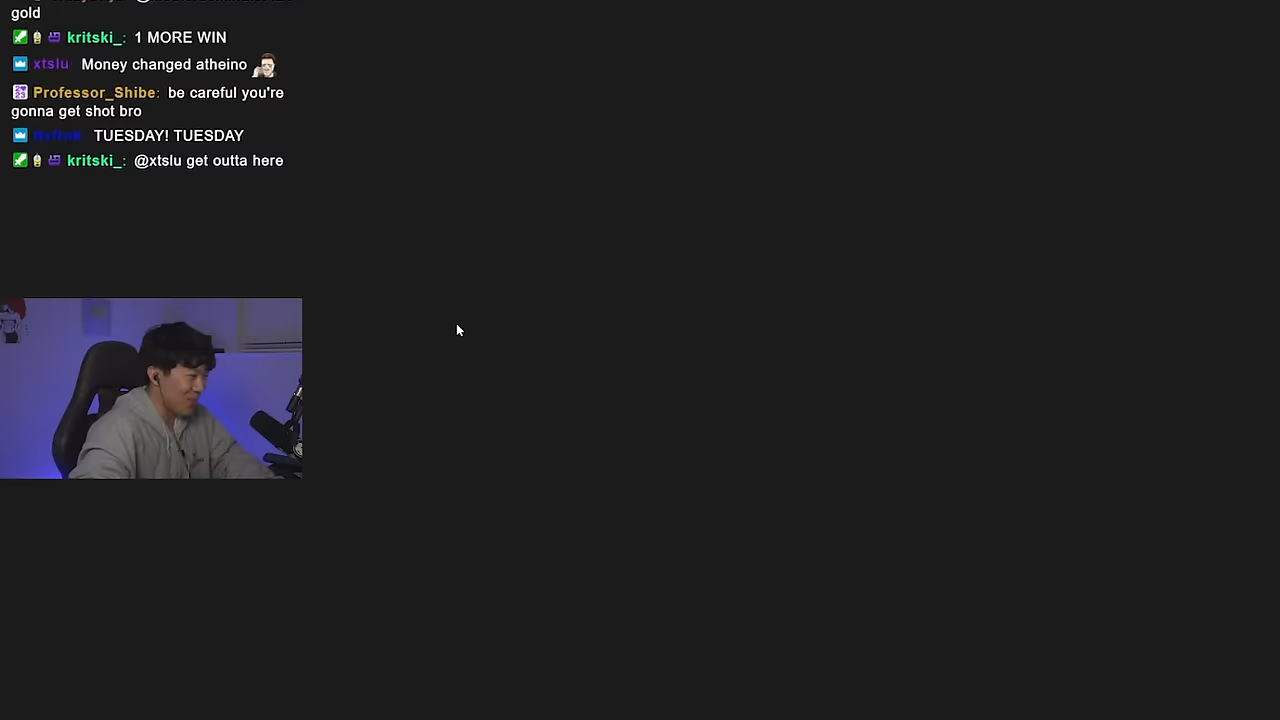 gold
kritski_: 1 MORE WIN
xtslu Money changed atheino
Professor_Shibe: be careful you're
gonna get shot bro
TUESDAY! TUESDAY
kritski_: @xtslu get outta here